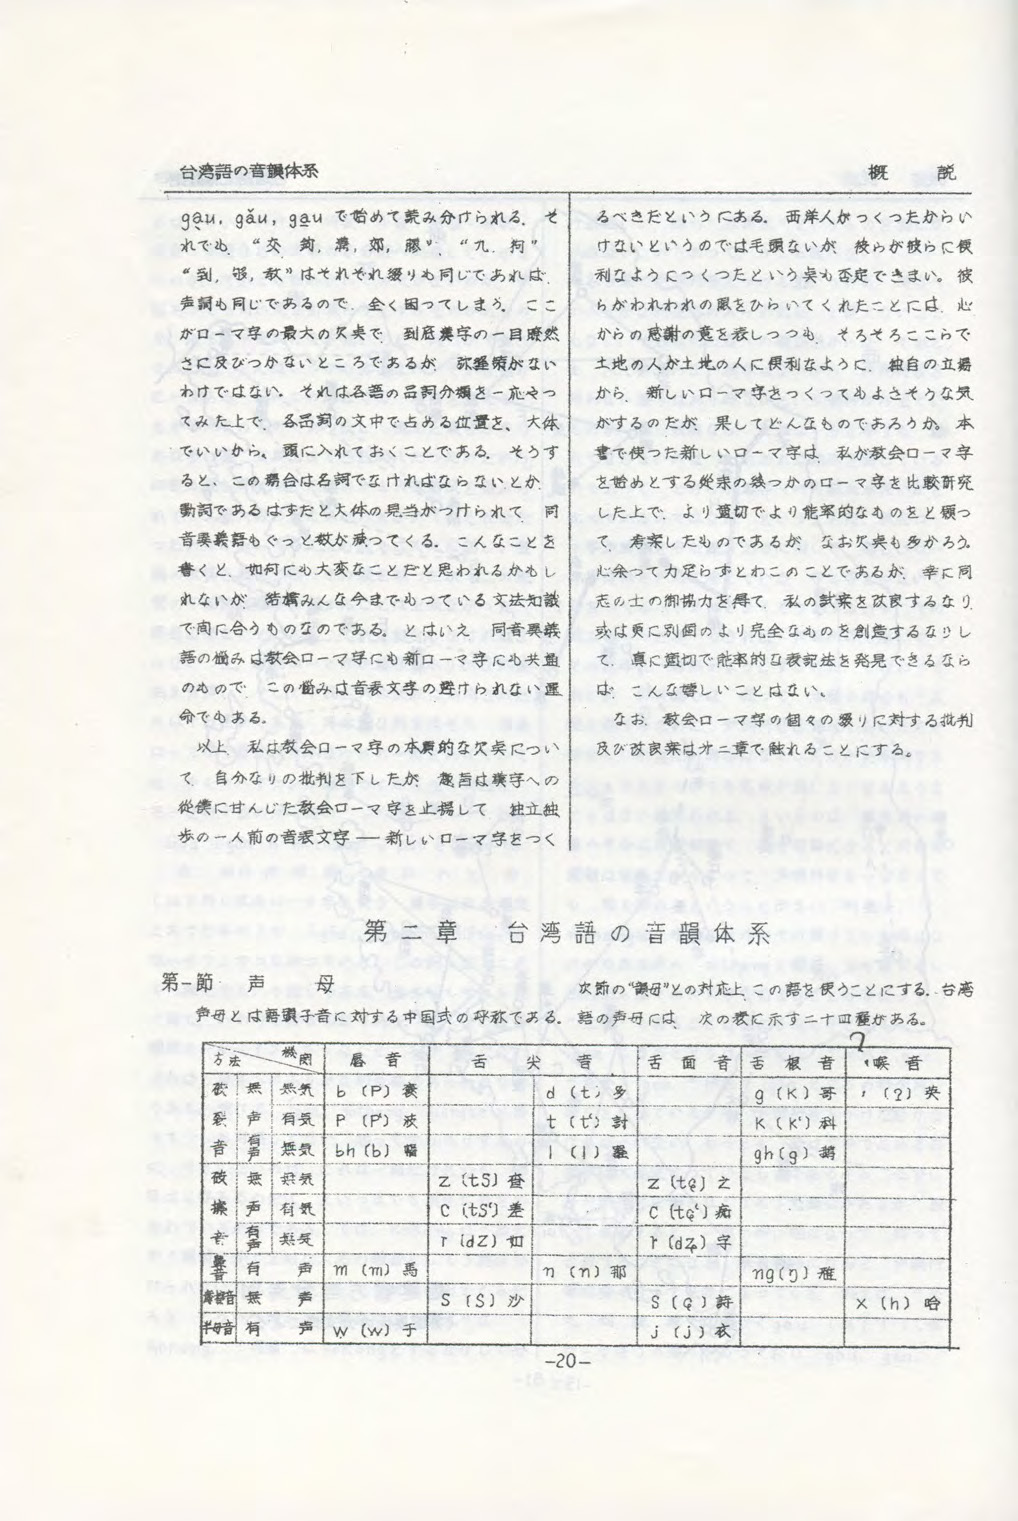 台湾語の音韻体系 概 説
gạu, gǎu, ga̲u で始めて読み分けられる。そ
れでも、“交, 鉤, 溝, 郊, 膠”、“九, 狗”
“到, 够, 教”はそれぞれ綴りも同じであれば、
声調も同じであるので、全く困ってしまう。ここ
がローマ字の最大の欠点で、到底漢字の一目瞭然
さに及びつかないところであるが、だからといって
わけではない。それは各語の品詞分類を一応やっ
てみた上で、各品詞の文中で占める位置を、大体
でいいから、頭に入れておくことである。そうす
ると、この場合は名詞でなければならないとか、
動詞であるはずだと大体の見当がつけられて、同
音異義語もぐっと数が減ってくる。こんなことを
書くと、如何にも大変なことだと思われるかもし
れないが、結構みんな今までもっている文法知識
で間に合うものなのである。とはいえ、同音異義
語の悩みは教会ローマ字にも新ローマ字にも共通
のもので、この悩みは音表文字の避けられない運
命でもある。
以上、私は教会ローマ字の本質的な欠点につい
て、自分なりの批判を下したが、趣旨は漢字への
従僕に甘んじた教会ローマ字を止揚して、独立独
歩の一人前の音表文字――新しいローマ字をつく
るべきだというにある。西洋人がつくつたからい
けないというのでは毛頭ないが、彼らが彼らに便
利なようにつくつたという点も否定できまい。彼
らがわれわれの眼をひらいてくれたことには、心
からの感謝の意を表しつつも、そろそろここらで
土地の人が土地の人に便利なように、独自の立場
から、新しいローマ字をつくってもよさそうな気
がするのだが、果してどんなものであろうか。本
書で使った新しいローマ字は、私が教会ローマ字
を始めとする従来の幾つかのローマ字を比較研究
した上で、より適切でより能率的なものをと願っ
て、考案したものであるが、なお欠点も多かろう。
心余って力足らずとわこのことであるが、幸に同
志の士の御協力を得て、私の試案を改良するなり、
或は更に別個のより完全なものを創造するなりし
て、真に適切で能率的な表記法を発見できるなら
ば、こんな嬉しいことはない。
なお、教会ローマ字の個々の綴りに対する批判
及び改良案は才二章で触れることにする。
第二章 台湾語の音韻体系
第一節 声 母
次節の“韻母”との対応上、この語を使うことにする。台湾
声母とは語頭子音に対する中国式の呼称である。語の声母には、次の表に示す二十四種がある。
?
方法 機関 唇音 舌尖音 舌面音 舌根音 喉音
破 無 無気 b (P) 褒 d (t) 多 g (K) 哥 ' (ʔ) 英
裂 声 有気 P (P‘) 波 t (t‘) 討 K (K‘) 科
音 有声 無気 bh (b) 帽 l (l) 羅 gh(g) 鵝
破 無 無気 Z (tS) 查 Z (tɕ) 之
擦 声 有気 C (tS‘) 差 C (tɕ‘) 痴
音 有声 無気 r (dZ) 如 r (dʑ) 字
鼻音 有 声 m (m) 馬 n (n) 那 ng(ŋ) 雅
摩擦音 無 声 S (S) 沙 S (ɕ) 詩 X (h) 哈
半母音 有 声 W (w) 于 j (j) 衣
—20—